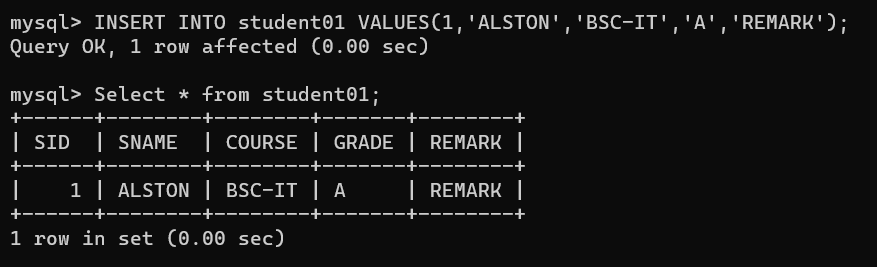 mysql> INSERT INTO student01 VALUES(1,'ALSTON','BSC-IT','A','REMARK');
Query OK, 1 row affected (0.00 sec)

mysql> Select * from student01;
+------+--------+--------+-------+--------+
| SID  | SNAME  | COURSE | GRADE | REMARK |
+------+--------+--------+-------+--------+
|    1 | ALSTON | BSC-IT | A     | REMARK |
+------+--------+--------+-------+--------+
1 row in set (0.00 sec)